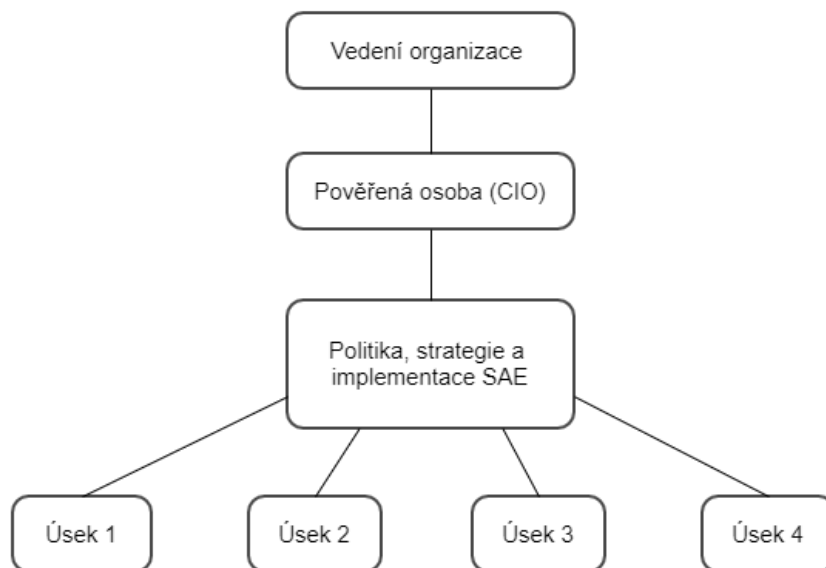 Vedení organizace
Pověřená osoba (CIO)
Politika, strategie a
implementace SAE
Úsek 1
Úsek 2
Úsek 3
Úsek 4